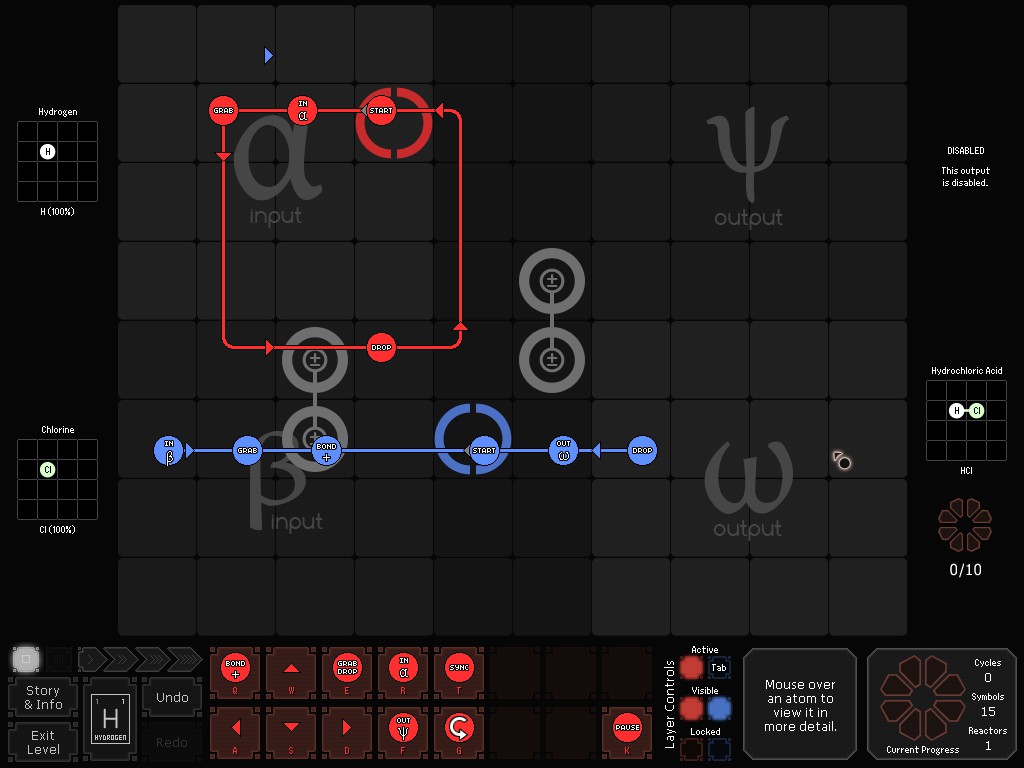 Hydrogen
H
H (100%)
GRAB
IN
α
START
α
input
ψ
output
DISABLED
This output
is disabled.
±
±
DROP
±
±
Chlorine
Cl
Cl (100%)
IN
β
GRAB
BOND
+
START
OUT
ω
DROP
β
input
ω
output
Hydrochloric Acid
H Cl
HCl
0/10
Story
& Info
Exit
Level
1 1
H
HYDROGEN
Undo
Redo
BOND
+
Q
W
GRAB
DROP
E
IN
α
R
SYNC
T
A
S
D
OUT
ψ
F
G
PAUSE
K
Layer Controls
Active
Tab
Visible
Locked
Mouse over
an atom to
view it in
more detail.
Current Progress
Cycles
0
Symbols
15
Reactors
1